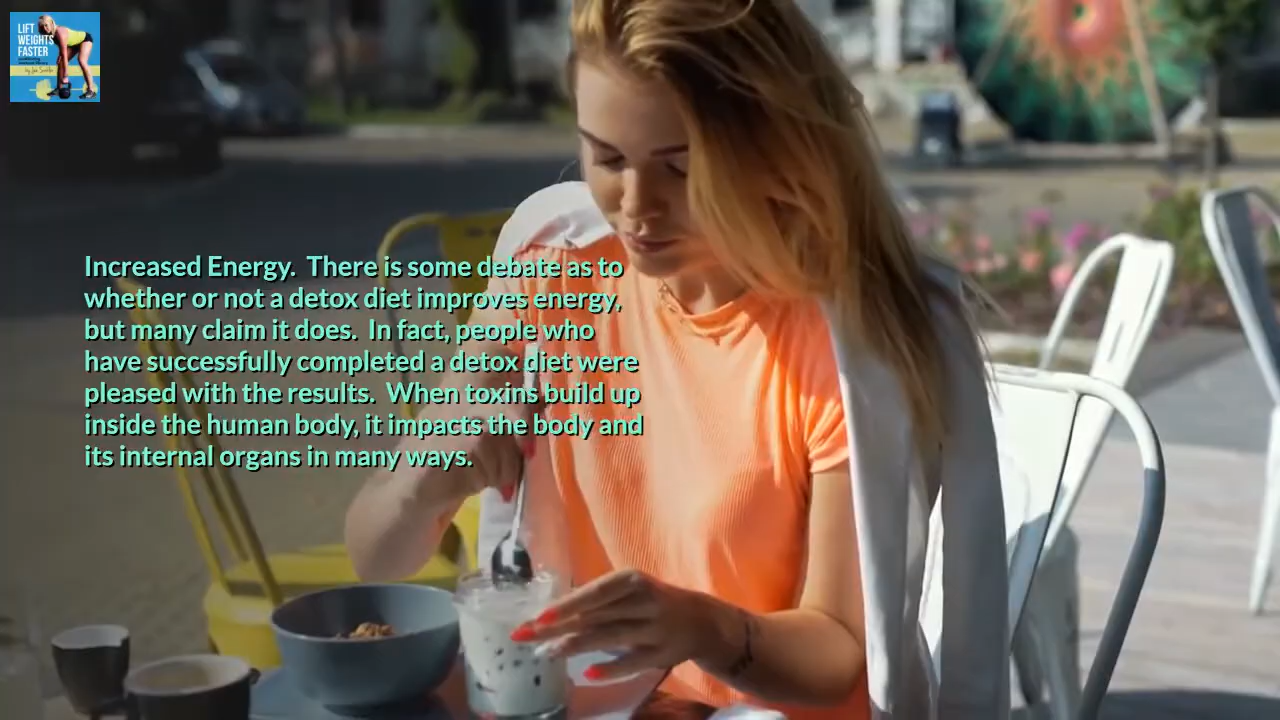 LIFT
WEIGHTS
FASTER
Increased Energy.  There is some debate as to
whether or not a detox diet improves energy,
but many claim it does.  In fact, people who
have successfully completed a detox diet were
pleased with the results.  When toxins build up
inside the human body, it impacts the body and
its internal organs in many ways.